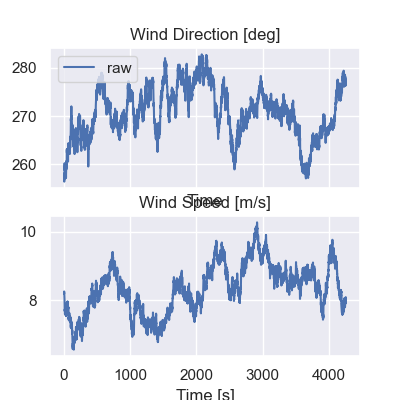 Wind Direction [deg]
raw
280
270
260
Time
Wind Speed [m/s]
10
8
0 1000 2000 3000 4000
Time [s]